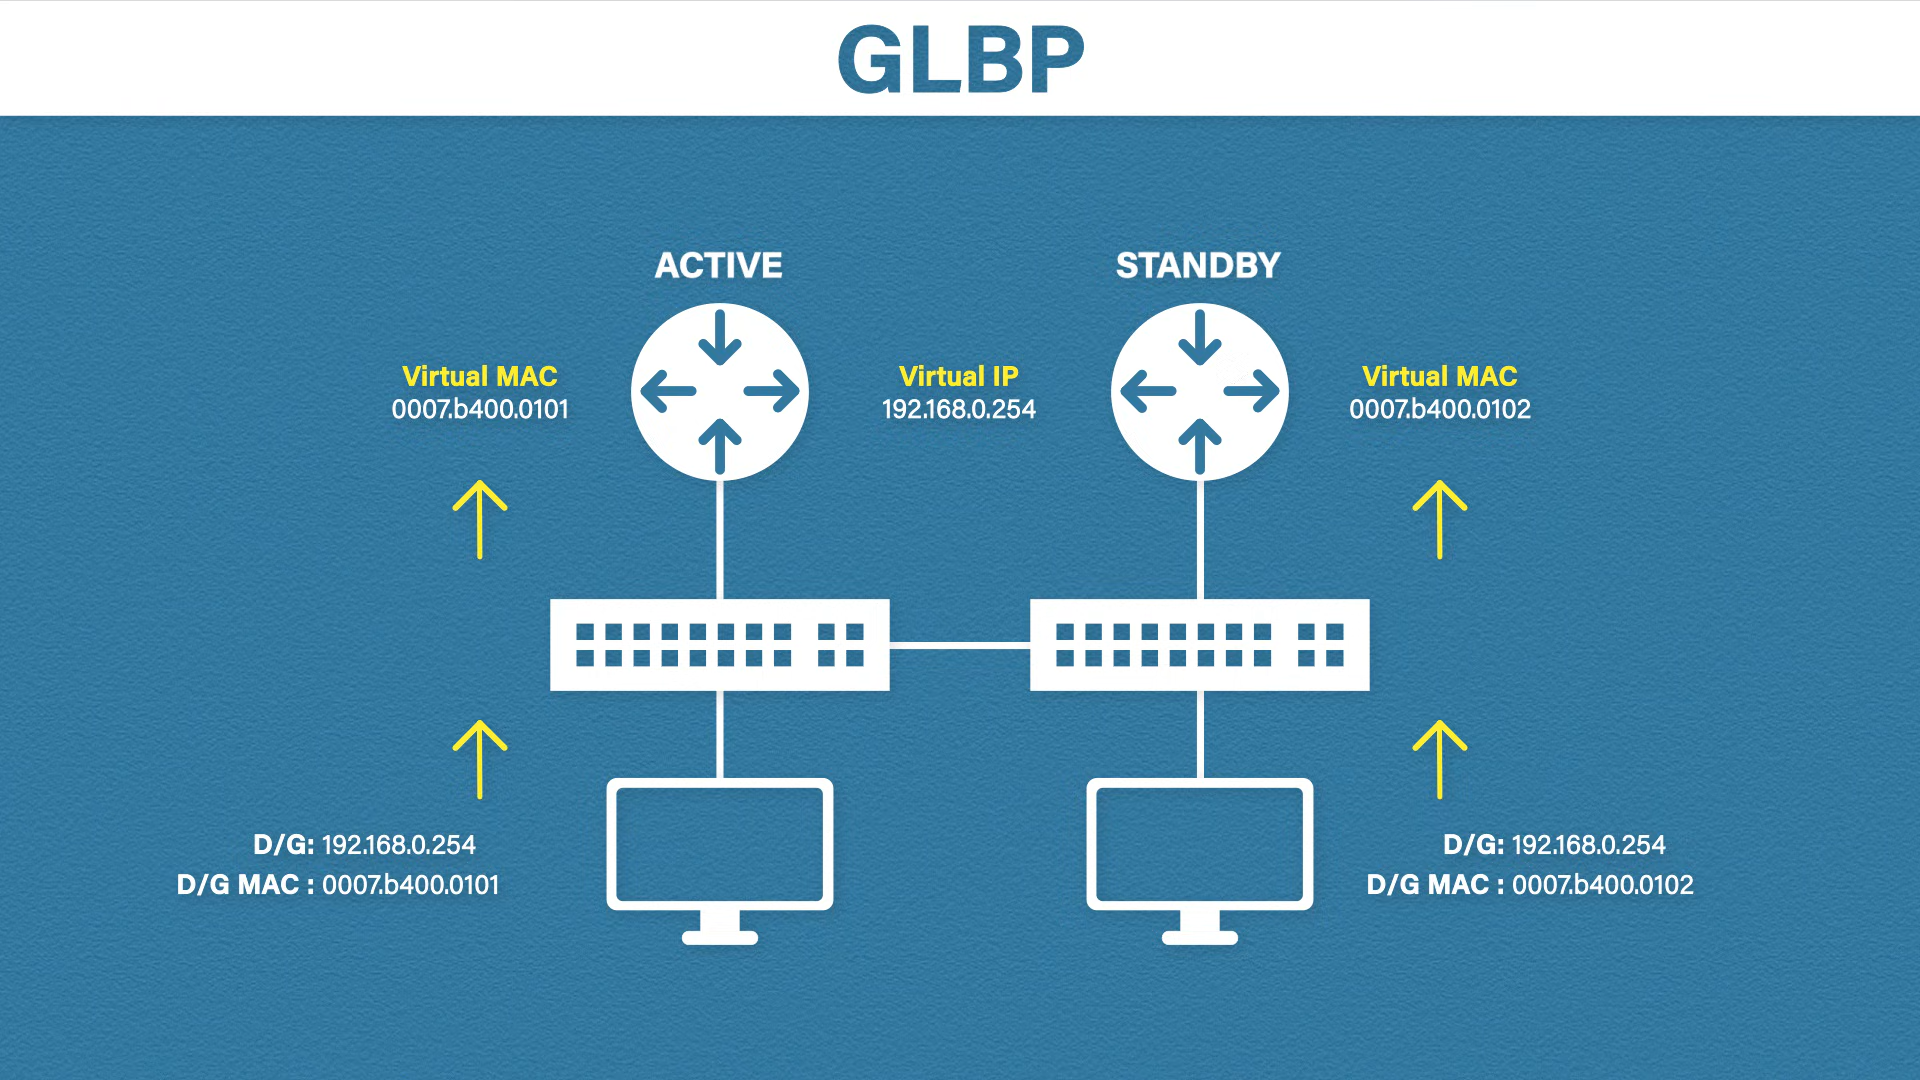 GLBP
ACTIVE
STANDBY
Virtual MAC
0007.b400.0101
Virtual IP
192.168.0.254
Virtual MAC
0007.b400.0102
D/G: 192.168.0.254
D/G MAC : 0007.b400.0101
D/G: 192.168.0.254
D/G MAC : 0007.b400.0102